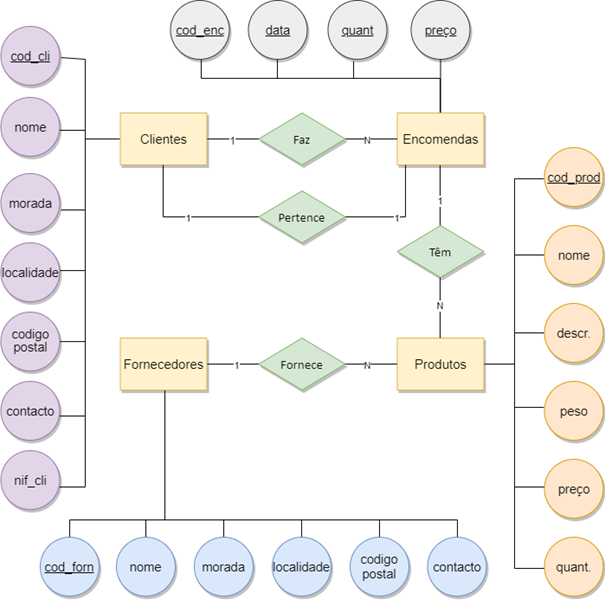 cod_enc
data
quant
preço
cod_cli
nome
morada
localidade
codigo
postal
contacto
nif_cli
Clientes
1
Faz
N
Encomendas
1
Pertence
1
1
Têm
N
Fornecedores
1
Fornece
N
Produtos
cod_prod
nome
descr.
peso
preço
quant.
cod_forn
nome
morada
localidade
codigo
postal
contacto